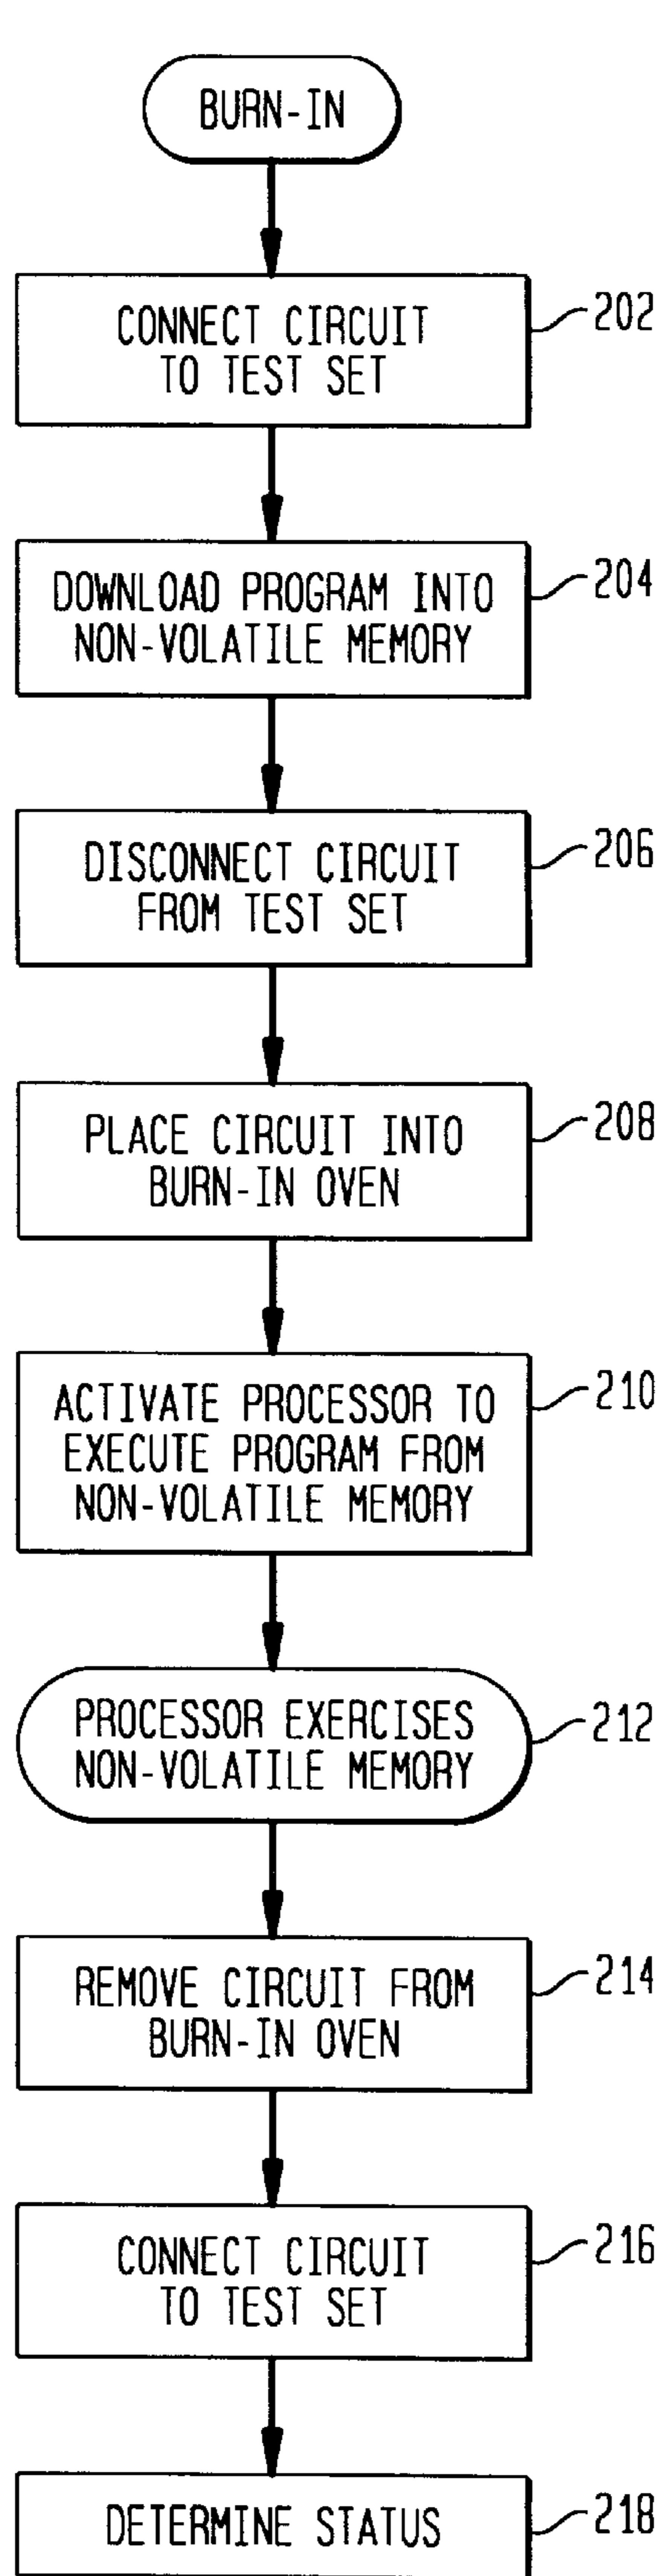 BURN-IN
CONNECT CIRCUIT
TO TEST SET
202
DOWNLOAD PROGRAM INTO
NON-VOLATILE MEMORY
204
DISCONNECT CIRCUIT
FROM TEST SET
206
PLACE CIRCUIT INTO
BURN-IN OVEN
208
ACTIVATE PROCESSOR TO
EXECUTE PROGRAM FROM
NON-VOLATILE MEMORY
210
PROCESSOR EXERCISES
NON-VOLATILE MEMORY
212
REMOVE CIRCUIT FROM
BURN-IN OVEN
214
CONNECT CIRCUIT
TO TEST SET
216
DETERMINE STATUS
218